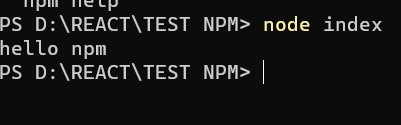 npm help
PS D:\REACT\TEST NPM> node index
hello npm
PS D:\REACT\TEST NPM>